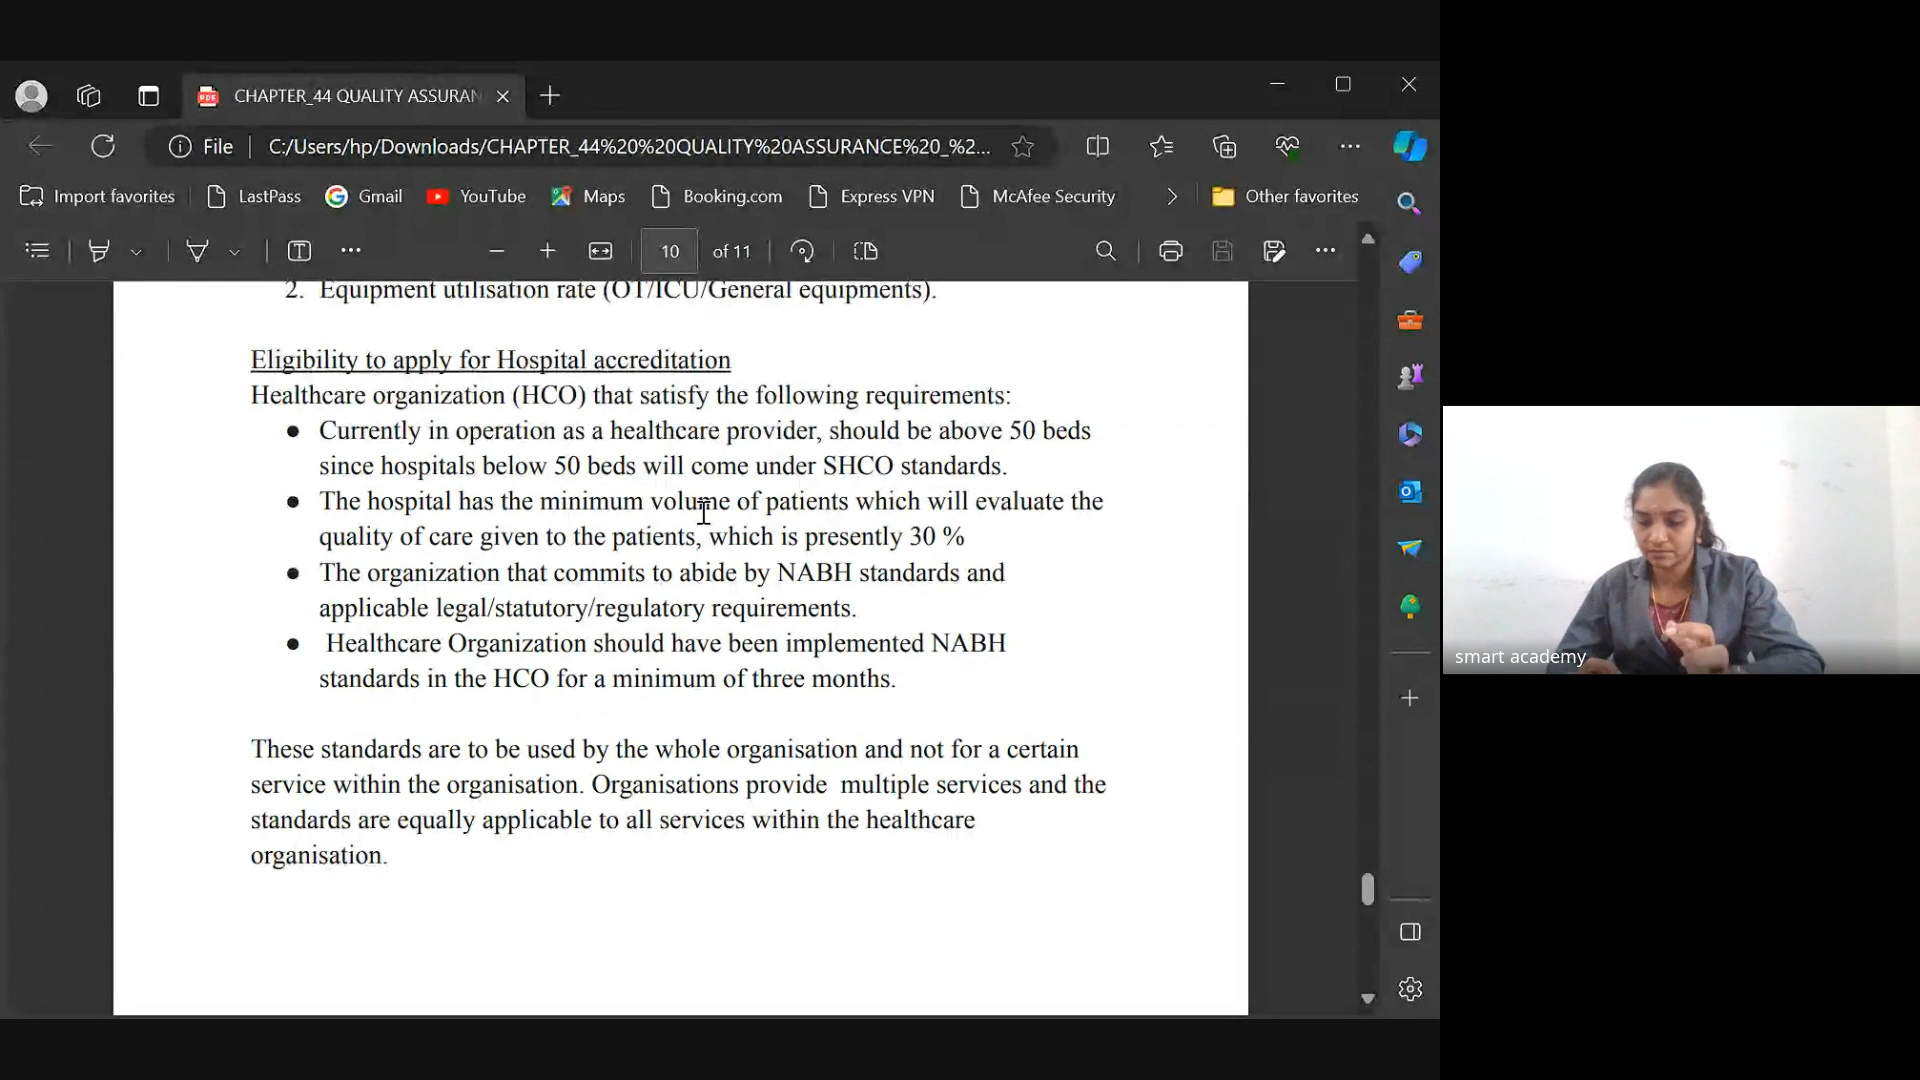 CHAPTER_44 QUALITY ASSURAN
File
C:/Users/hp/Downloads/CHAPTER_44%20%20QUALITY%20ASSURANCE%20_%2...
Import favorites
LastPass
Gmail
YouTube
Maps
Booking.com
Express VPN
McAfee Security
Other favorites
10 of 11
2. Equipment utilisation rate (OT/ICU/General equipments).
Eligibility to apply for Hospital accreditation
Healthcare organization (HCO) that satisfy the following requirements:
● Currently in operation as a healthcare provider, should be above 50 beds
since hospitals below 50 beds will come under SHCO standards.
● The hospital has the minimum volume of patients which will evaluate the
quality of care given to the patients, which is presently 30 %
● The organization that commits to abide by NABH standards and
applicable legal/statutory/regulatory requirements.
● Healthcare Organization should have been implemented NABH
standards in the HCO for a minimum of three months.
These standards are to be used by the whole organisation and not for a certain
service within the organisation. Organisations provide  multiple services and the
standards are equally applicable to all services within the healthcare
organisation.
smart academy